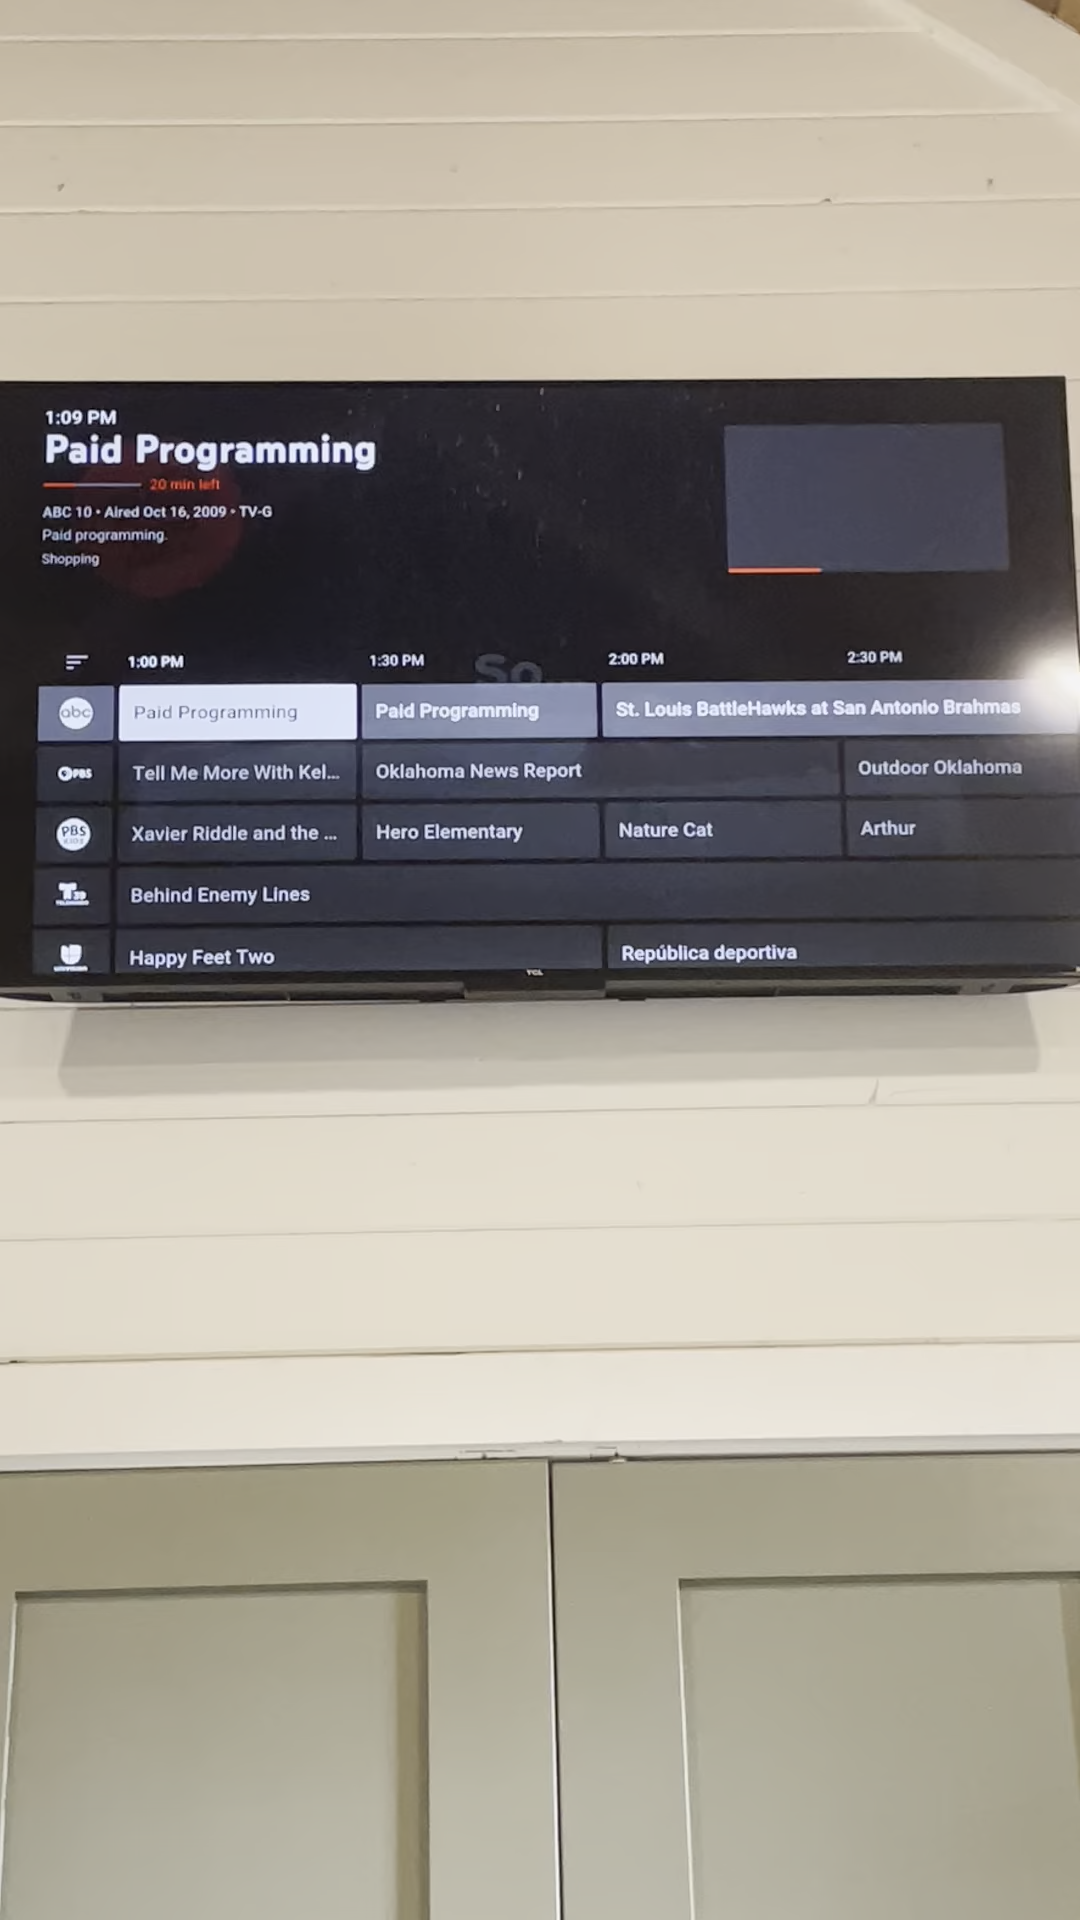 1:09 PM
Paid Programming
20 min left
ABC 10 • Aired Oct 16, 2009 • TV-G
Paid programming.
Shopping
So...
1:00 PM 1:30 PM 2:00 PM 2:30 PM
abc Paid Programming Paid Programming St. Louis BattleHawks at San Antonio Brahmas
PBS Tell Me More With Kel... Oklahoma News Report Outdoor Oklahoma
PBS KIDS Xavier Riddle and the ... Hero Elementary Nature Cat Arthur
Behind Enemy Lines
Happy Feet Two República deportiva
TCL